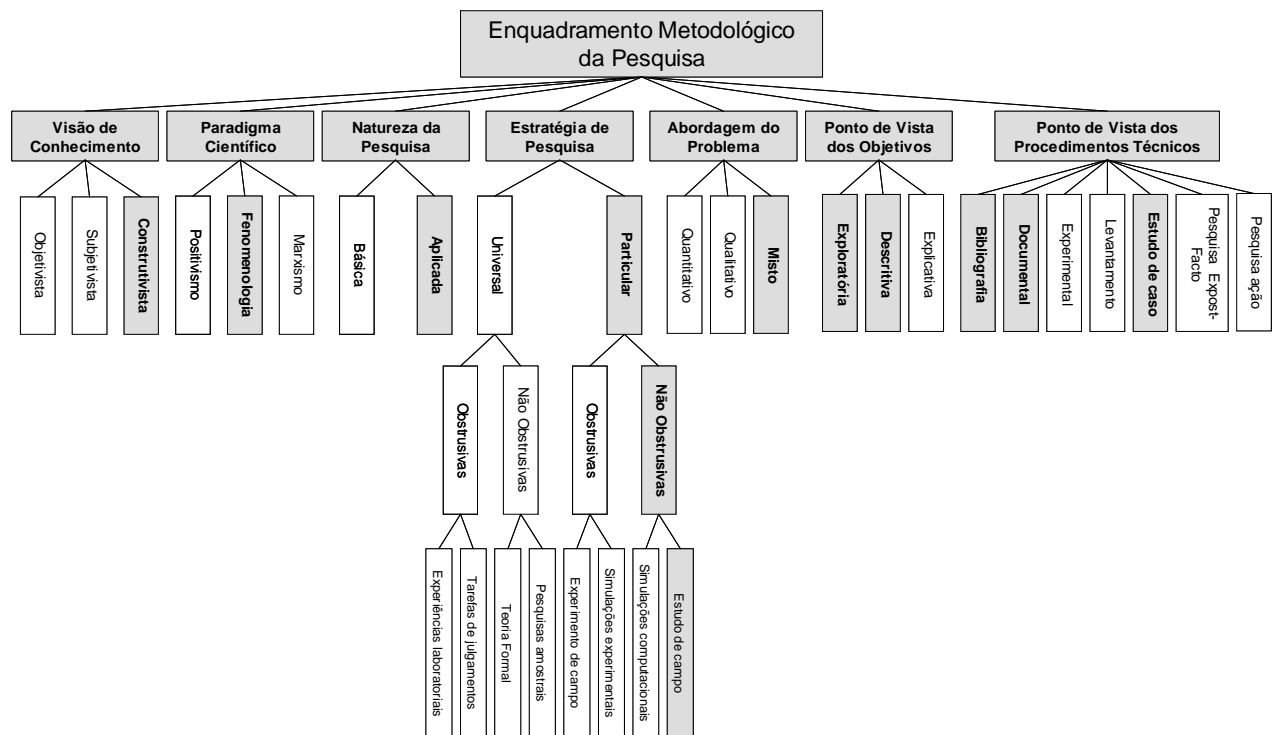 Enquadramento Metodológico
da Pesquisa
Visão de
Conhecimento
Paradigma
Científico
Natureza da
Pesquisa
Estratégia de
Pesquisa
Abordagem do
Problema
Ponto de Vista
dos Objetivos
Ponto de Vista dos
Procedimentos Técnicos
Objetivista
Subjetivista
Construtivista
Positivismo
Fenomenologia
Marxismo
Básica
Aplicada
Universal
Particular
Quantitativo
Qualitativo
Misto
Exploratória
Descritiva
Explicativa
Bibliografia
Documental
Experimental
Levantamento
Estudo de caso
Pesquisa Expost-
Facto
Pesquisa ação
Obstrusivas
Não Obstrusivas
Obstrusivas
Não Obstrusivas
Experiências laboratoriais
Tarefas de julgamentos
Teoria Formal
Pesquisas amostrais
Experimento de campo
Simulações experimentais
Simulações computacionais
Estudo de campo